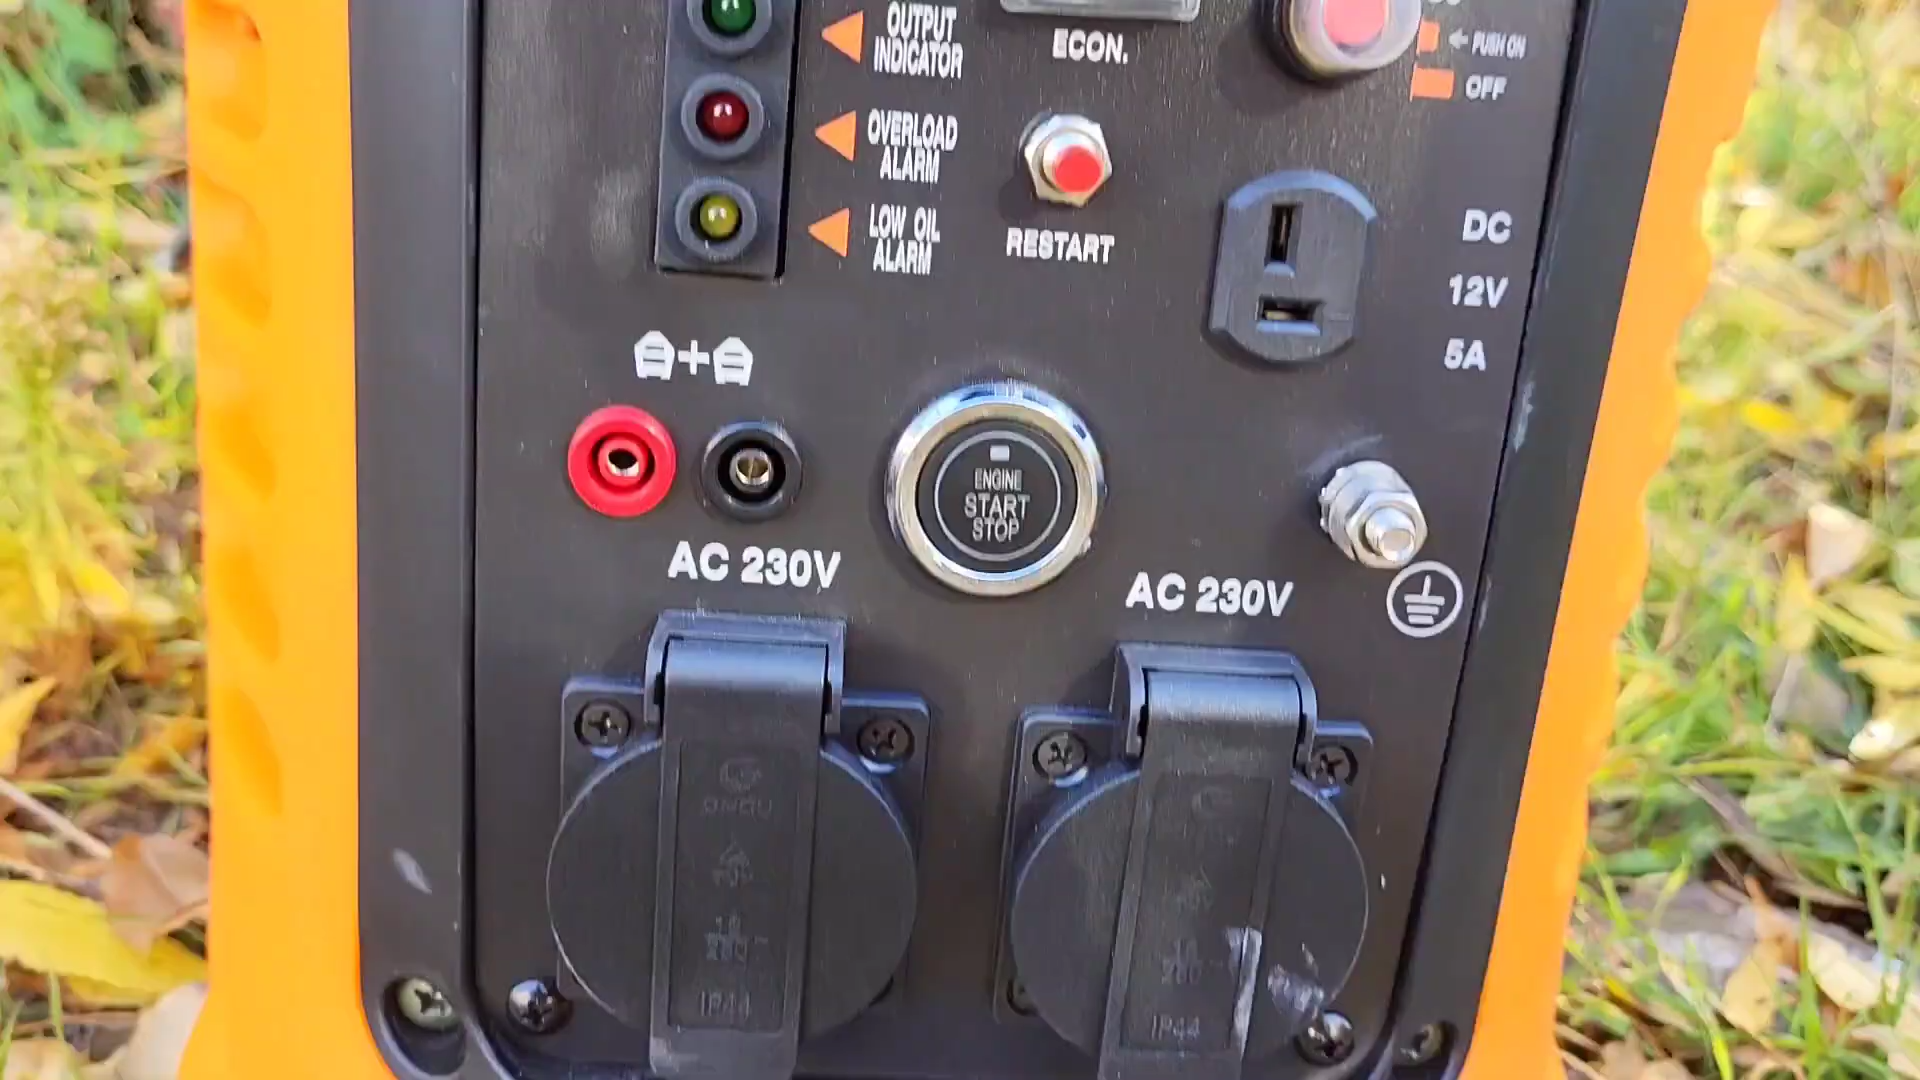 OUTPUT
INDICATOR
ECON.
PUSH ON
OFF
OVERLOAD
ALARM
LOW OIL
ALARM
RESTART
DC
12V
5A
ENGINE
START
STOP
AC 230V
AC 230V
IP44
IP44